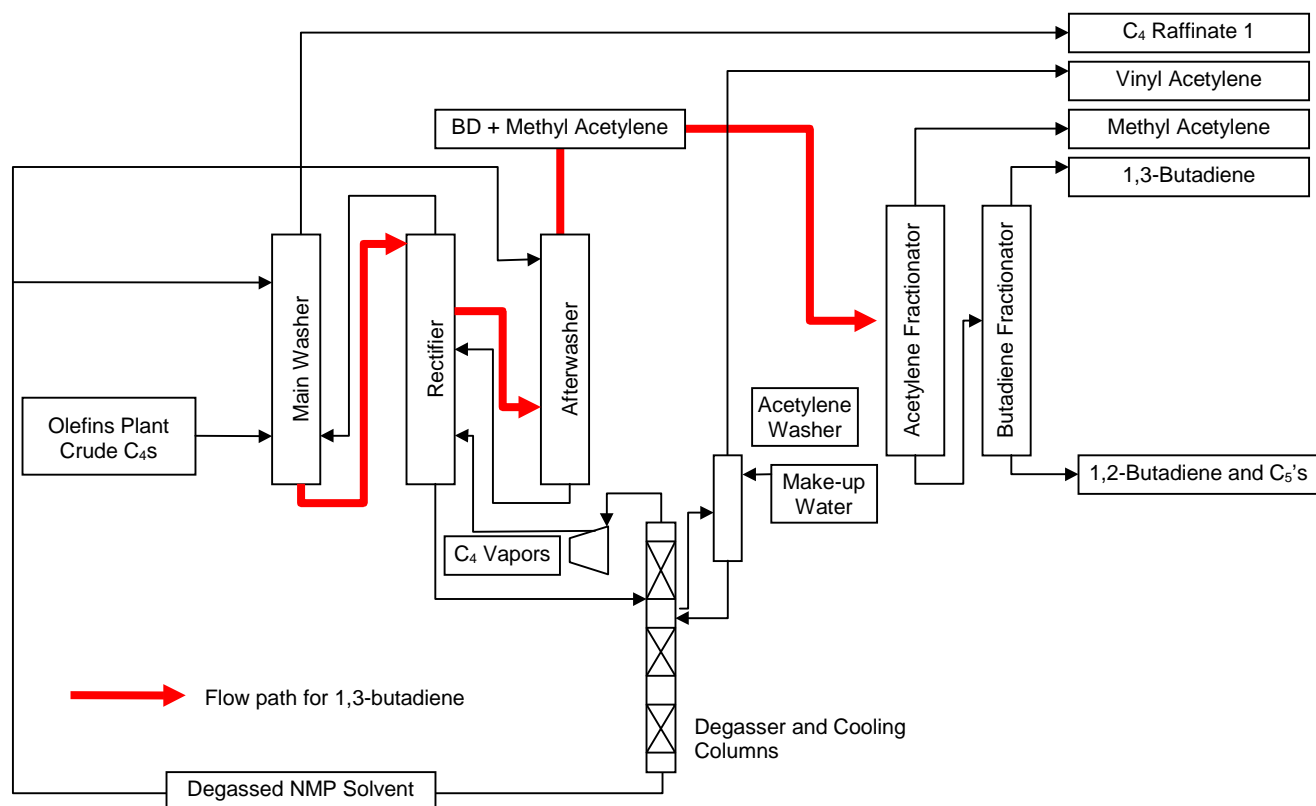 C₄ Raffinate 1
Vinyl Acetylene
BD + Methyl Acetylene
Methyl Acetylene
1,3-Butadiene
Main Washer
Rectifier
Afterwasher
Acetylene Fractionator
Butadiene Fractionator
Olefins Plant
Crude C₄s
Acetylene
Washer
Make-up
Water
1,2-Butadiene and C₅'s
C₄ Vapors
Flow path for 1,3-butadiene
Degasser and Cooling
Columns
Degassed NMP Solvent